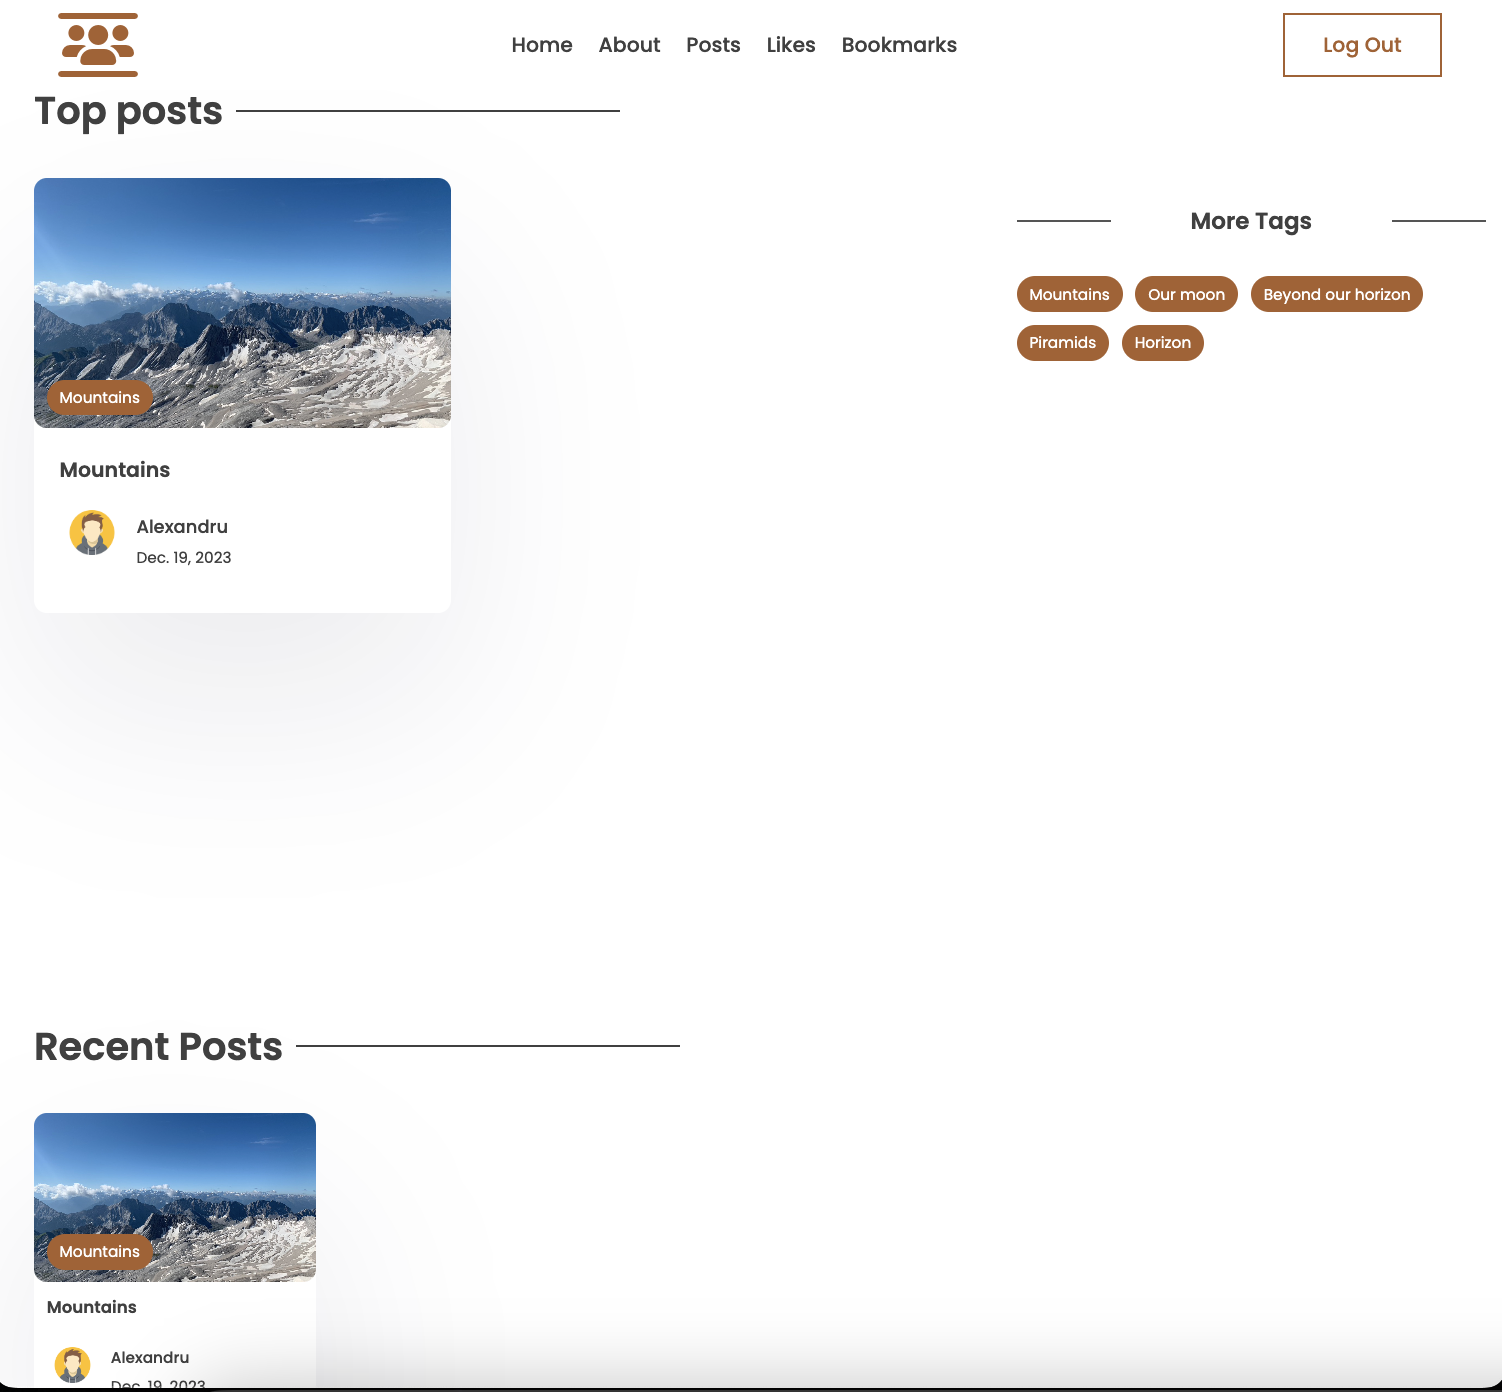 Home About Posts Likes Bookmarks Log Out
Top posts
Mountains
Mountains
Alexandru
Dec. 19, 2023
More Tags
Mountains Our moon Beyond our horizon
Piramids Horizon
Recent Posts
Mountains
Mountains
Alexandru
Dec. 19, 2023